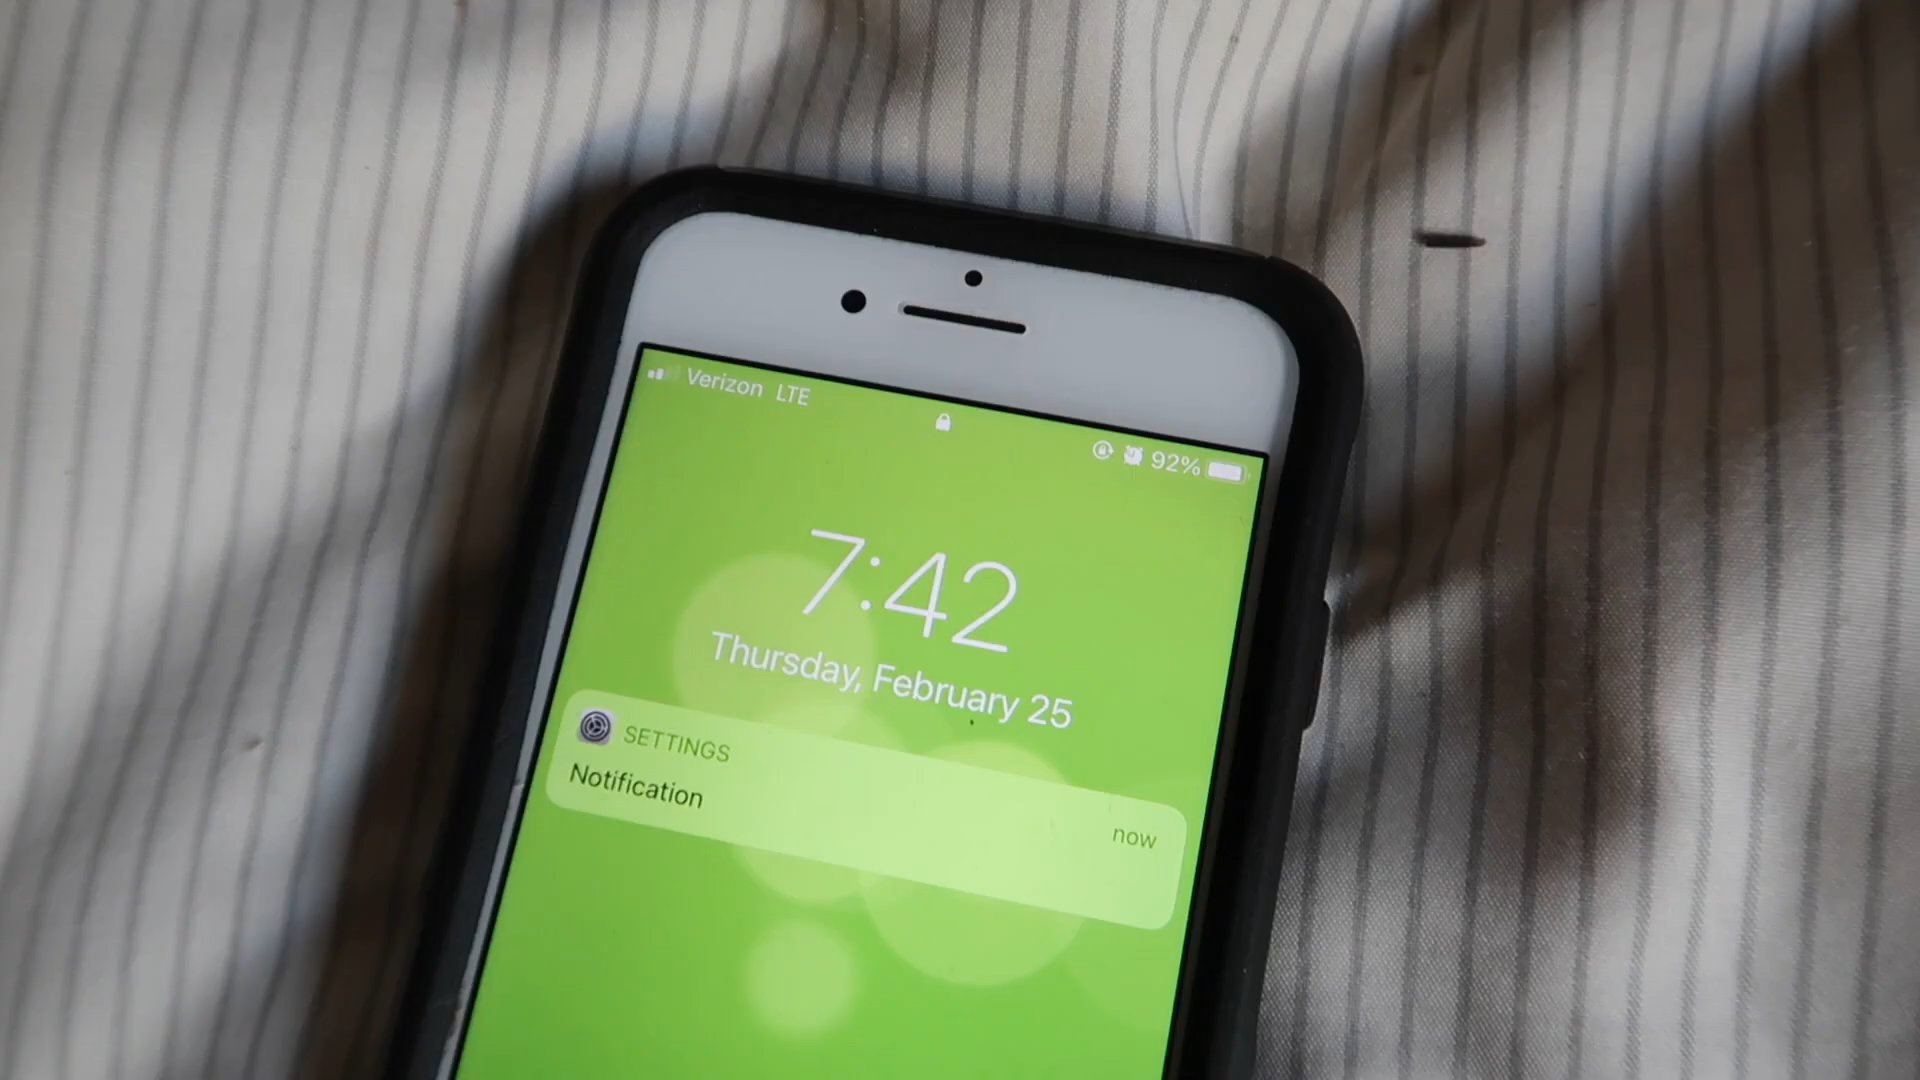 Verizon LTE
92%
7:42
Thursday, February 25
SETTINGS
Notification
now